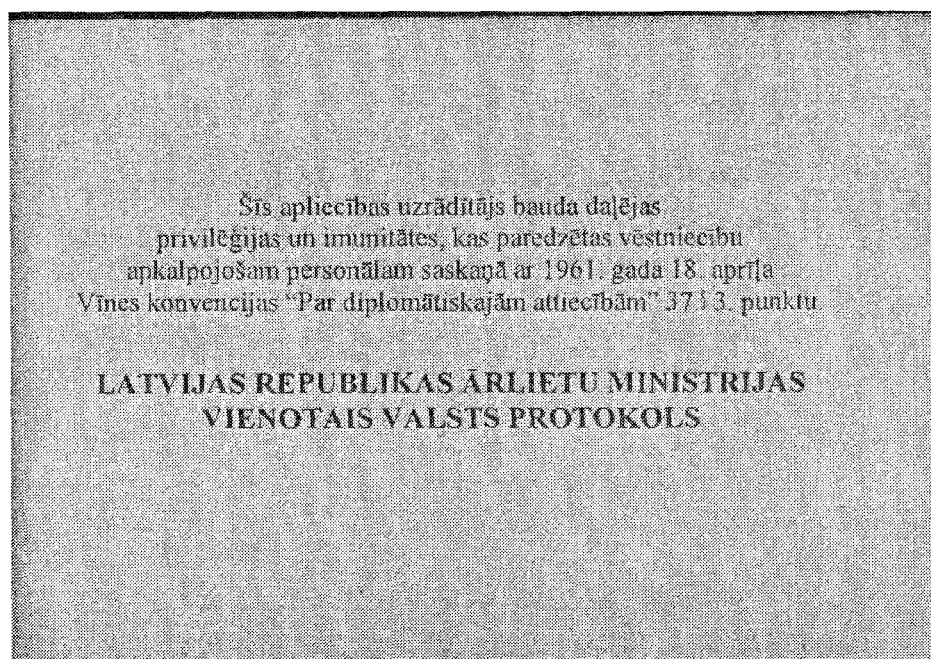 Šīs apliecības uzrādītājs bauda daļējas
privilēģijas un imunitātes, kas paredzētas vēstniecību
apkalpojošam personālam saskaņā ar 1961. gada 18. aprīļa
Vīnes konvencijas “Par diplomātiskajām attiecībām” 37 § 3. punktu
LATVIJAS REPUBLIKAS ĀRLIETU MINISTRIJAS
VIENOTAIS VALSTS PROTOKOLS